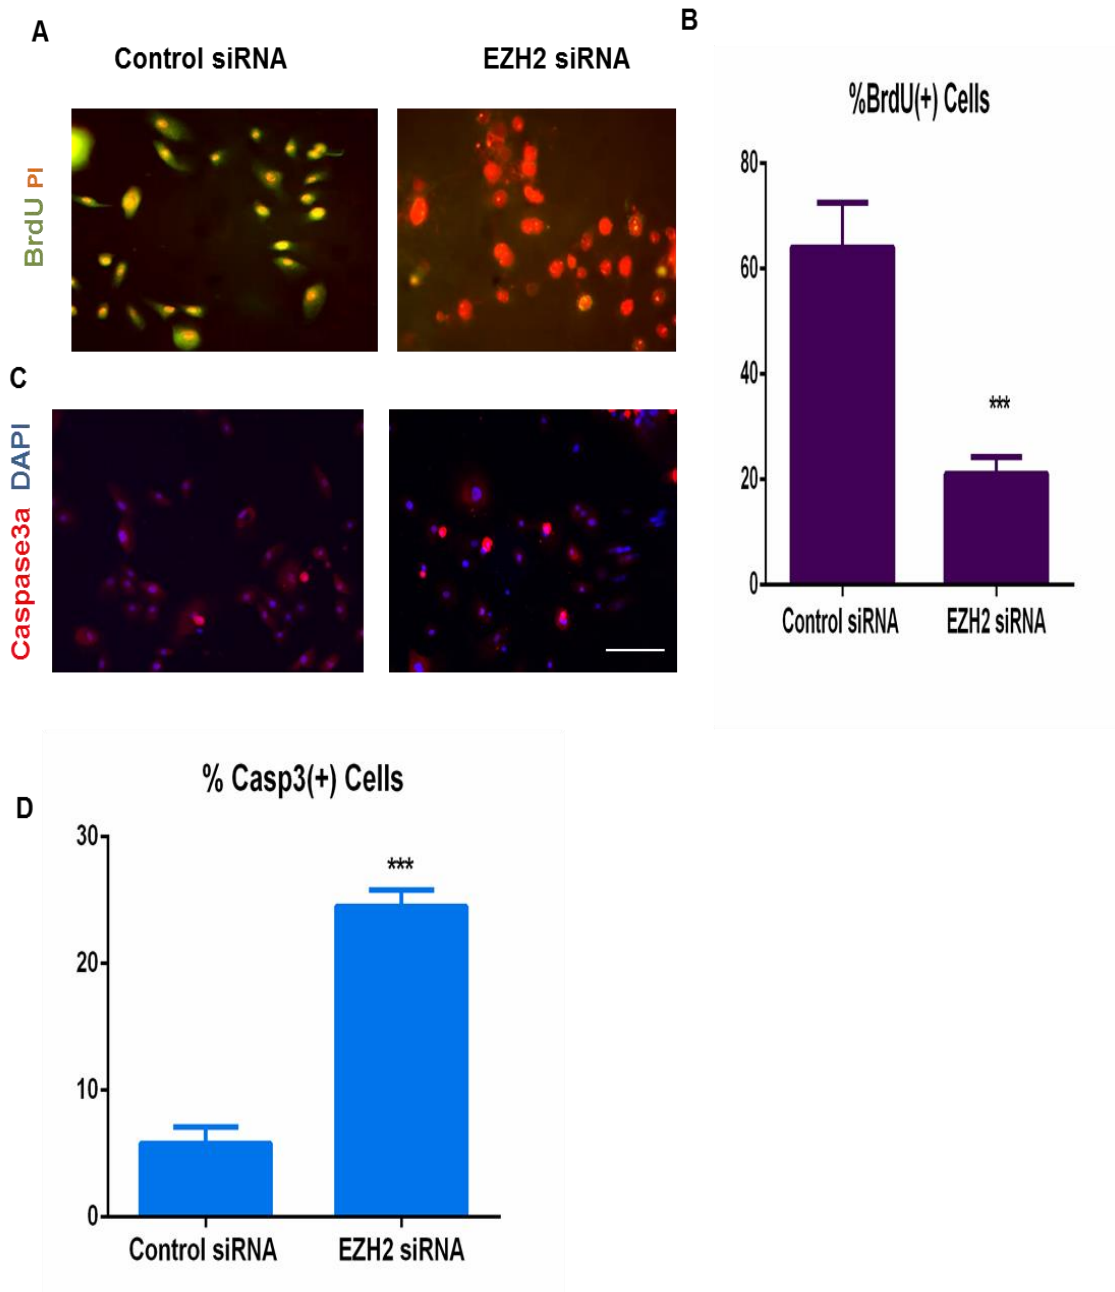 A
Control siRNA
EZH2 siRNA
BrdU PI
B
%BrdU(+) Cells
80
60
40
20
0
***
Control siRNA
EZH2 siRNA
C
Caspase3a DAPI
D
% Casp3(+) Cells
30
20
10
0
***
Control siRNA
EZH2 siRNA